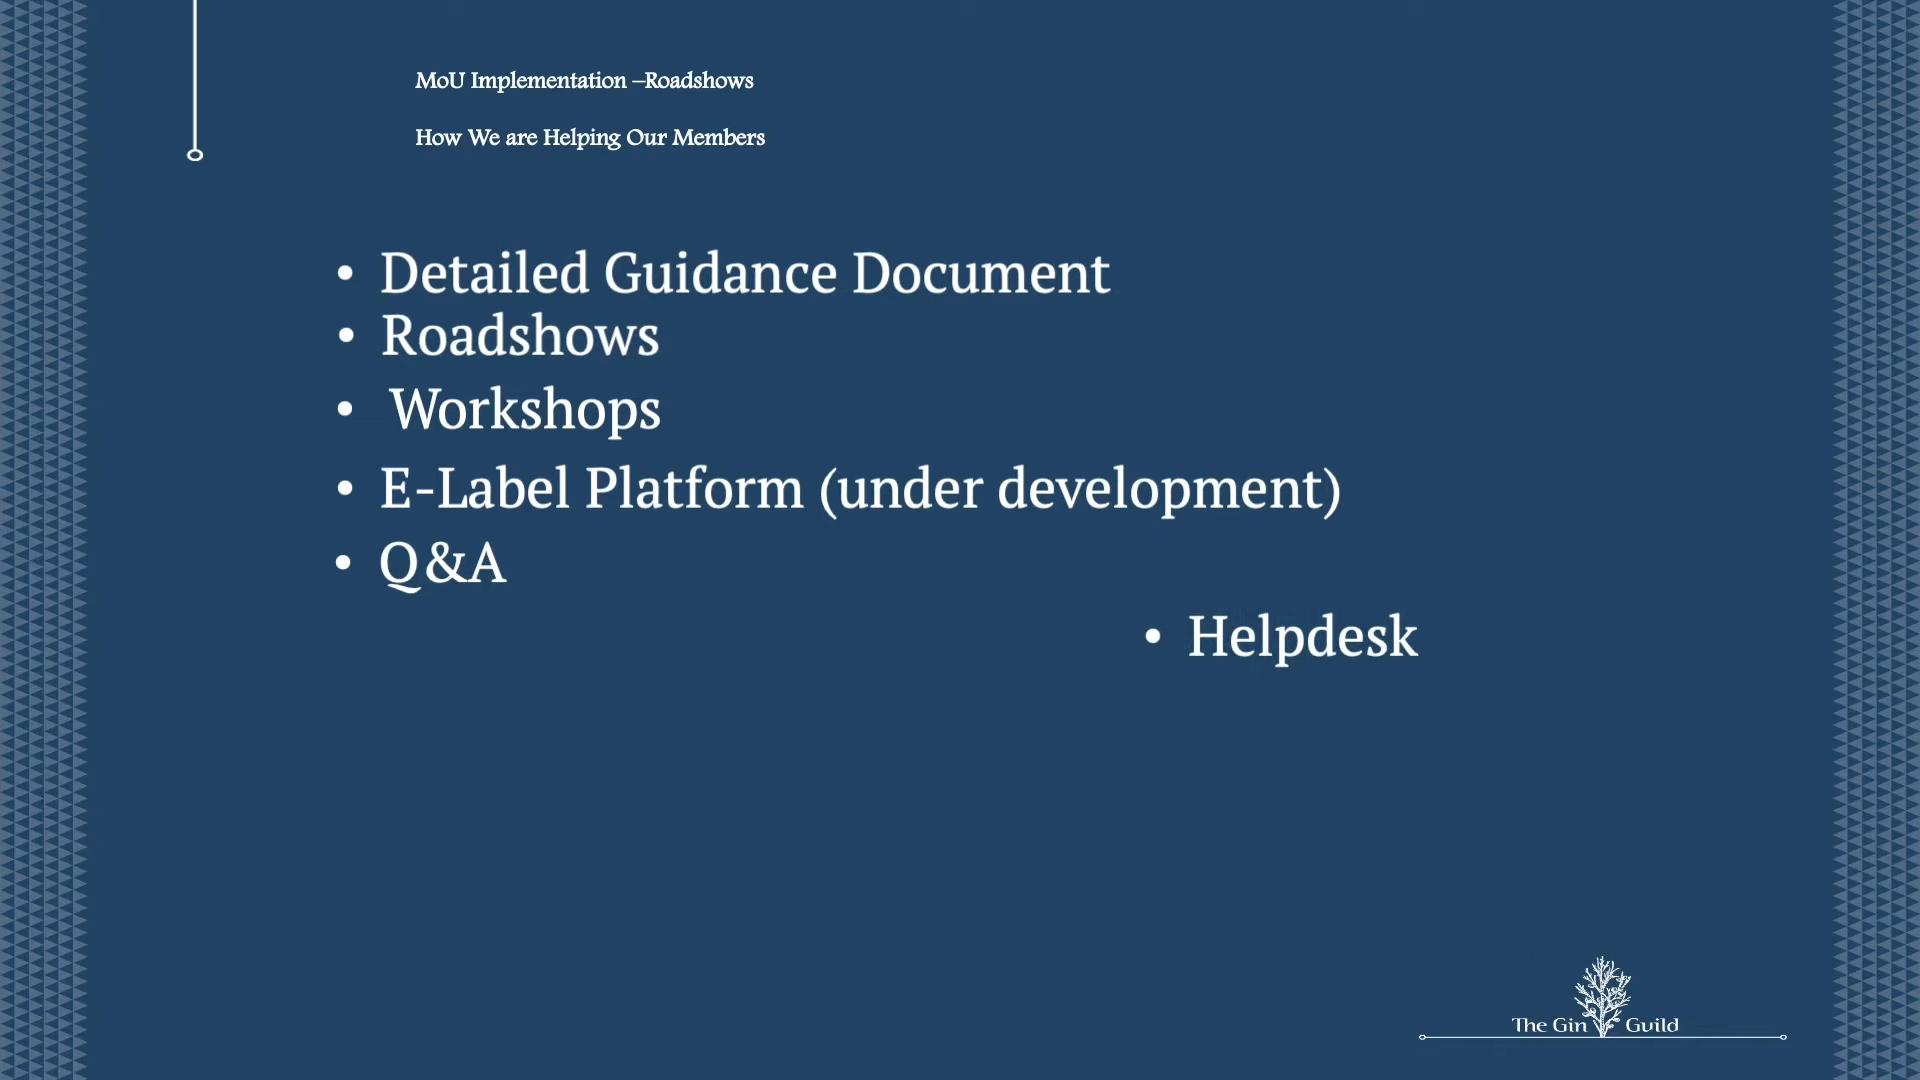 MoU Implementation –Roadshows
How We are Helping Our Members
• Detailed Guidance Document
• Roadshows
• Workshops
• E-Label Platform (under development)
• Q&A
• Helpdesk
The Gin Guild